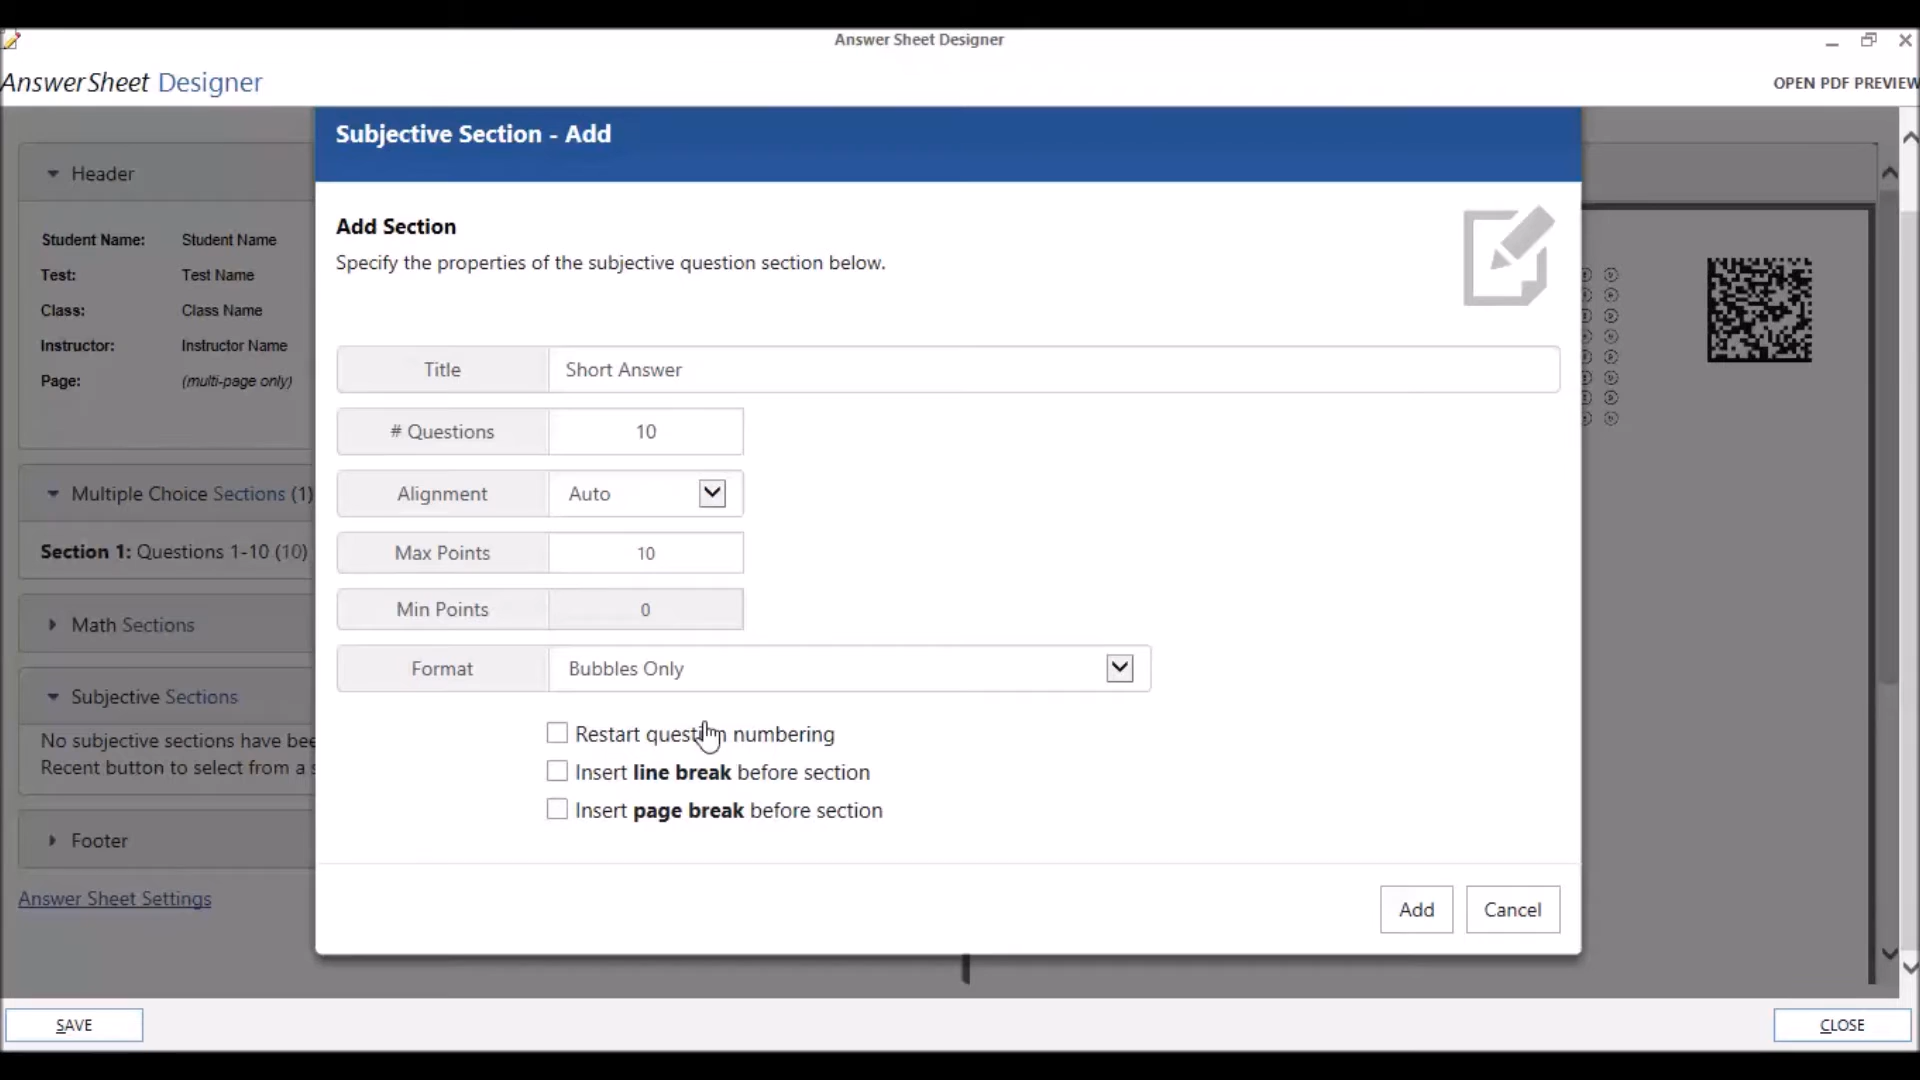 Answer Sheet Designer
AnswerSheet Designer
OPEN PDF PREVIEW
Subjective Section - Add
Header
Add Section
Specify the properties of the subjective question section below.
Student Name: Student Name
Test: Test Name
Class: Class Name
Instructor: Instructor Name
Page: (multi-page only)
Title Short Answer
# Questions 10
Alignment Auto
Max Points 10
Min Points 0
Format Bubbles Only
Restart question numbering
Insert line break before section
Insert page break before section
Multiple Choice Sections (1)
Section 1: Questions 1-10 (10)
Math Sections
Subjective Sections
No subjective sections have bee
Recent button to select from a s
Footer
Answer Sheet Settings
Add Cancel
SAVE
CLOSE